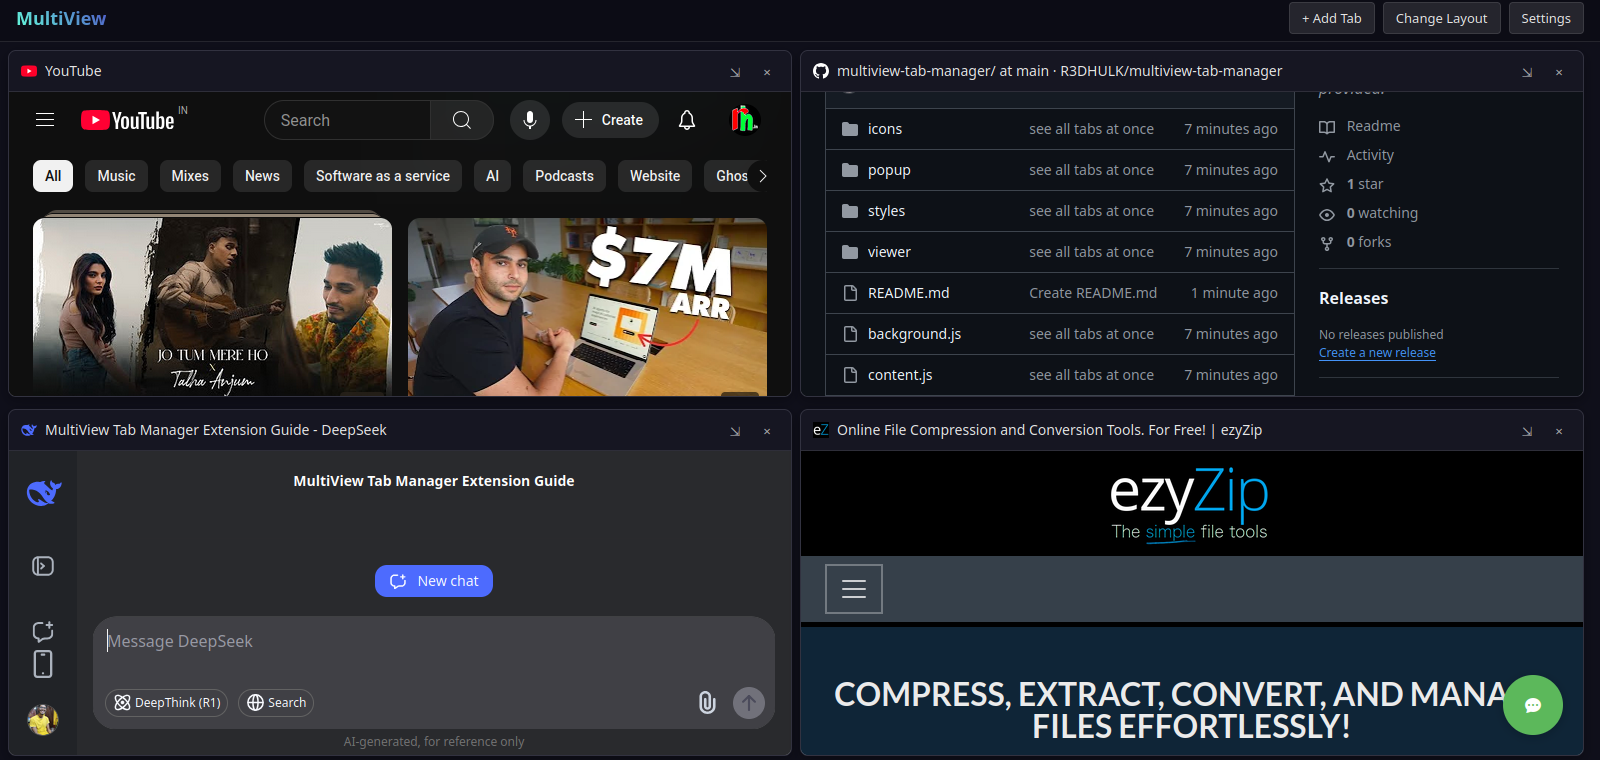 MultiView
+ Add Tab
Change Layout
Settings
YouTube
YouTube IN
Search
Create
All
Music
Mixes
News
Software as a service
AI
Podcasts
Website
JO TUM MERE HO
X
Talha Anjum
$7M
ARR
multiview-tab-manager/ at main · R3DHULK/multiview-tab-manager
icons see all tabs at once 7 minutes ago
popup see all tabs at once 7 minutes ago
styles see all tabs at once 7 minutes ago
viewer see all tabs at once 7 minutes ago
README.md Create README.md 1 minute ago
background.js see all tabs at once 7 minutes ago
content.js see all tabs at once 7 minutes ago
Readme
Activity
1 star
0 watching
0 forks
Releases
No releases published
Create a new release
MultiView Tab Manager Extension Guide - DeepSeek
MultiView Tab Manager Extension Guide
New chat
Message DeepSeek
DeepThink (R1)
Search
AI-generated, for reference only
eZ Online File Compression and Conversion Tools. For Free! | ezyZip
ezyZip
The simple file tools
COMPRESS, EXTRACT, CONVERT, AND MANA
FILES EFFORTLESSLY!